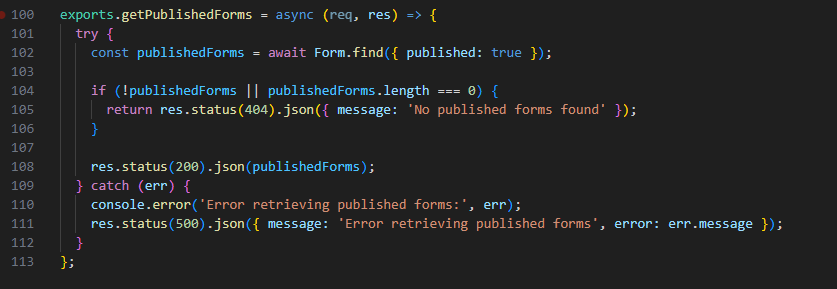 100 exports.getPublishedForms = async (req, res) => {
101   try {
102     const publishedForms = await Form.find({ published: true });
103
104     if (!publishedForms || publishedForms.length === 0) {
105       return res.status(404).json({ message: 'No published forms found' });
106     }
107
108     res.status(200).json(publishedForms);
109   } catch (err) {
110     console.error('Error retrieving published forms:', err);
111     res.status(500).json({ message: 'Error retrieving published forms', error: err.message });
112   }
113 };